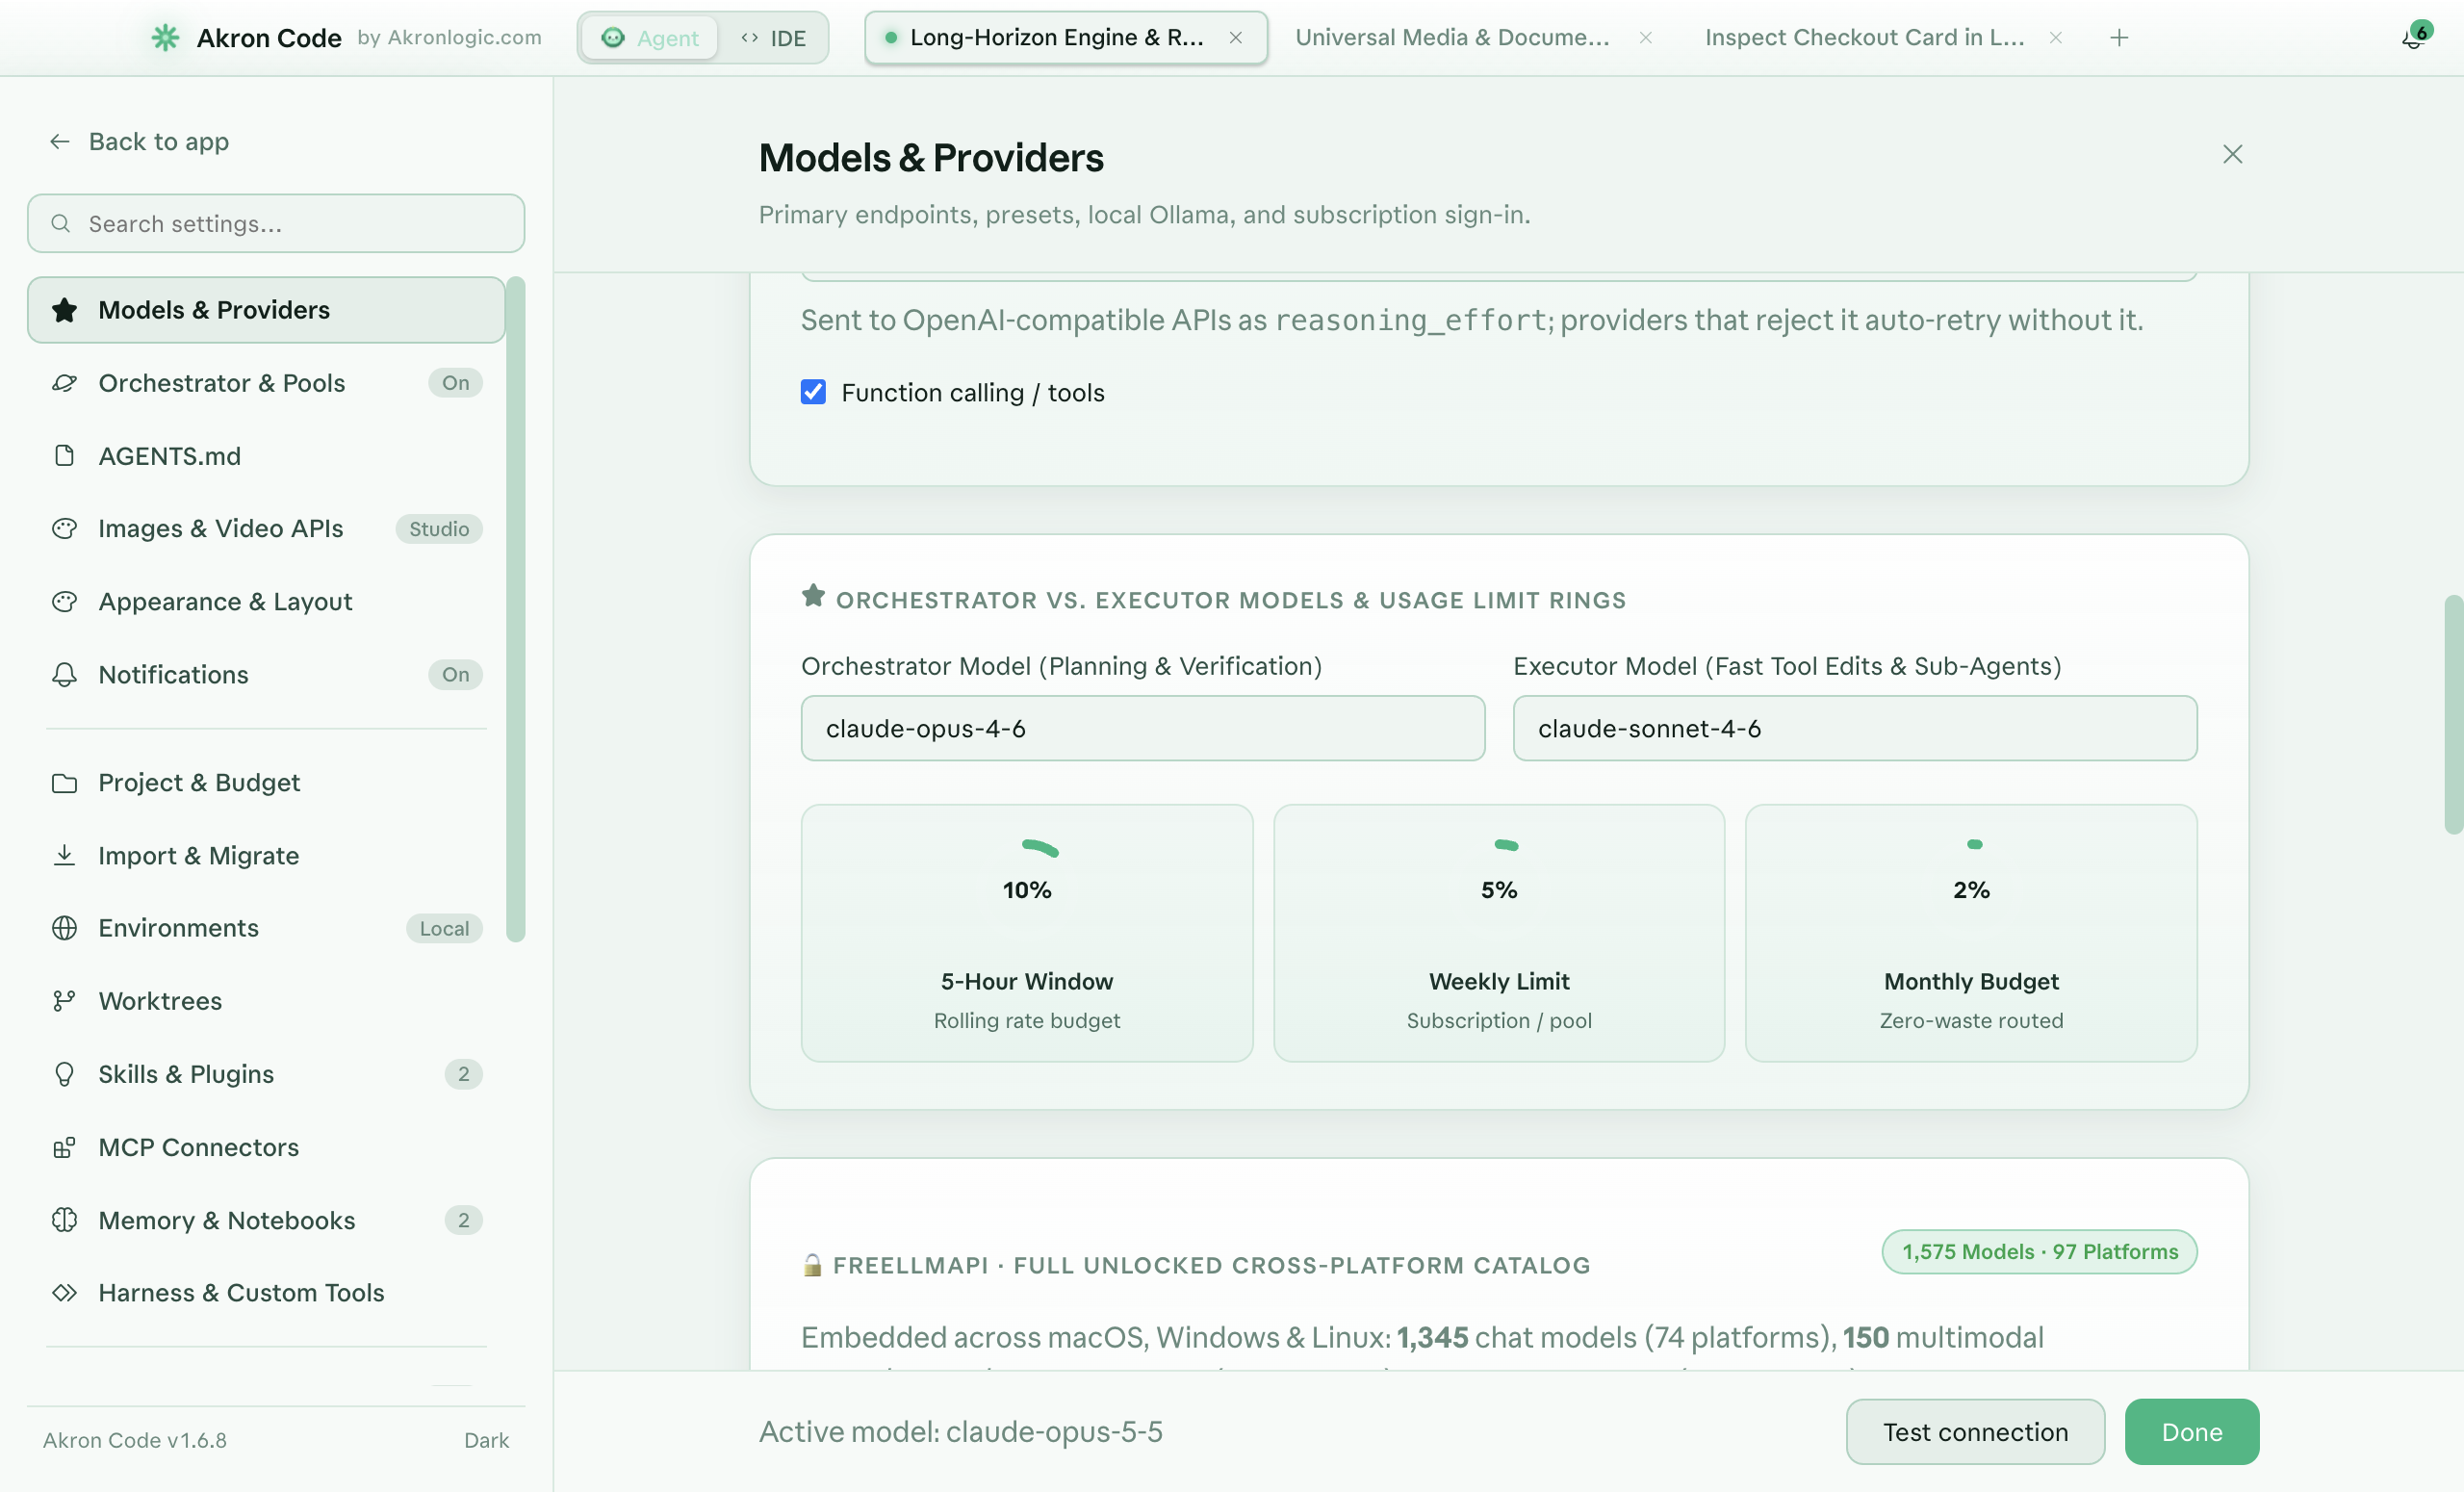 Akron Code by Akronlogic.com
Agent
IDE
Long-Horizon Engine & R...
Universal Media & Docume...
Inspect Checkout Card in L...
6
Back to app
Search settings...
Models & Providers
Orchestrator & Pools On
AGENTS.md
Images & Video APIs Studio
Appearance & Layout
Notifications On
Project & Budget
Import & Migrate
Environments Local
Worktrees
Skills & Plugins 2
MCP Connectors
Memory & Notebooks 2
Harness & Custom Tools
Akron Code v1.6.8 Dark
Models & Providers
Primary endpoints, presets, local Ollama, and subscription sign-in.
Sent to OpenAI-compatible APIs as reasoning_effort; providers that reject it auto-retry without it.
Function calling / tools
ORCHESTRATOR VS. EXECUTOR MODELS & USAGE LIMIT RINGS
Orchestrator Model (Planning & Verification)
claude-opus-4-6
Executor Model (Fast Tool Edits & Sub-Agents)
claude-sonnet-4-6
10%
5-Hour Window
Rolling rate budget
5%
Weekly Limit
Subscription / pool
2%
Monthly Budget
Zero-waste routed
FREELLMAPI · FULL UNLOCKED CROSS-PLATFORM CATALOG
1,575 Models · 97 Platforms
Embedded across macOS, Windows & Linux: 1,345 chat models (74 platforms), 150 multimodal
Active model: claude-opus-5-5
Test connection
Done